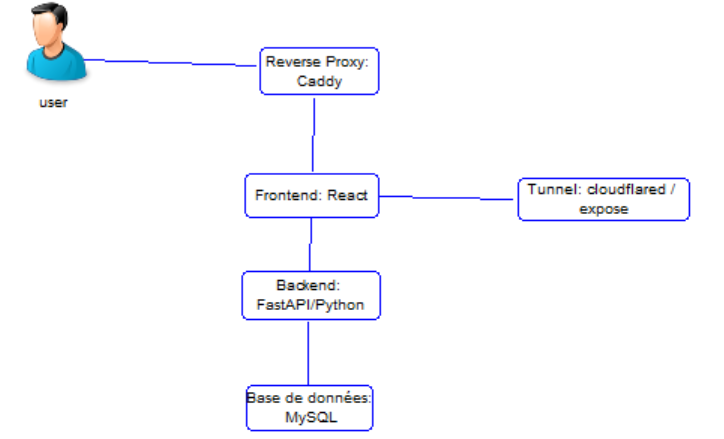 user
Reverse Proxy:
Caddy
Frontend: React
Tunnel: cloudflared /
expose
Backend:
FastAPI/Python
Base de données:
MySQL